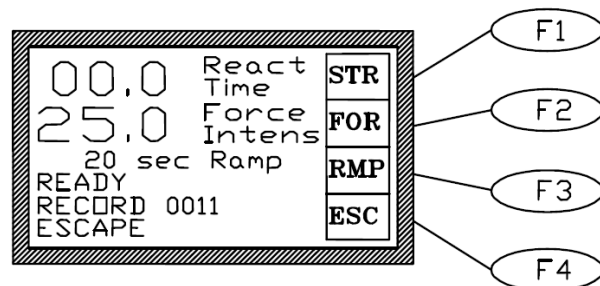 00.0 React Time
25.0 Force Intens
20 sec Ramp
READY
RECORD 0011
ESCAPE
STR
FOR
RMP
ESC
F1
F2
F3
F4